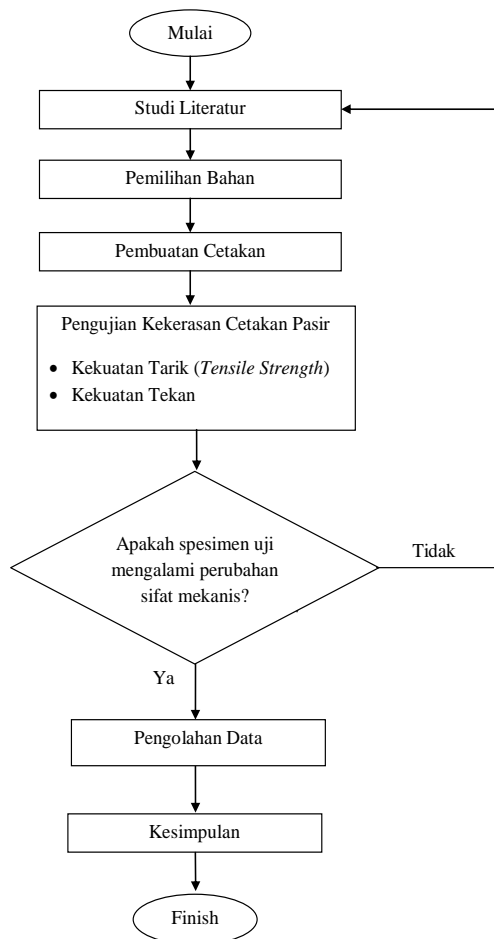 Mulai
Studi Literatur
Pemilihan Bahan
Pembuatan Cetakan
Pengujian Kekerasan Cetakan Pasir
• Kekuatan Tarik (Tensile Strength)
• Kekuatan Tekan
Apakah spesimen uji
mengalami perubahan
sifat mekanis?
Tidak
Ya
Pengolahan Data
Kesimpulan
Finish